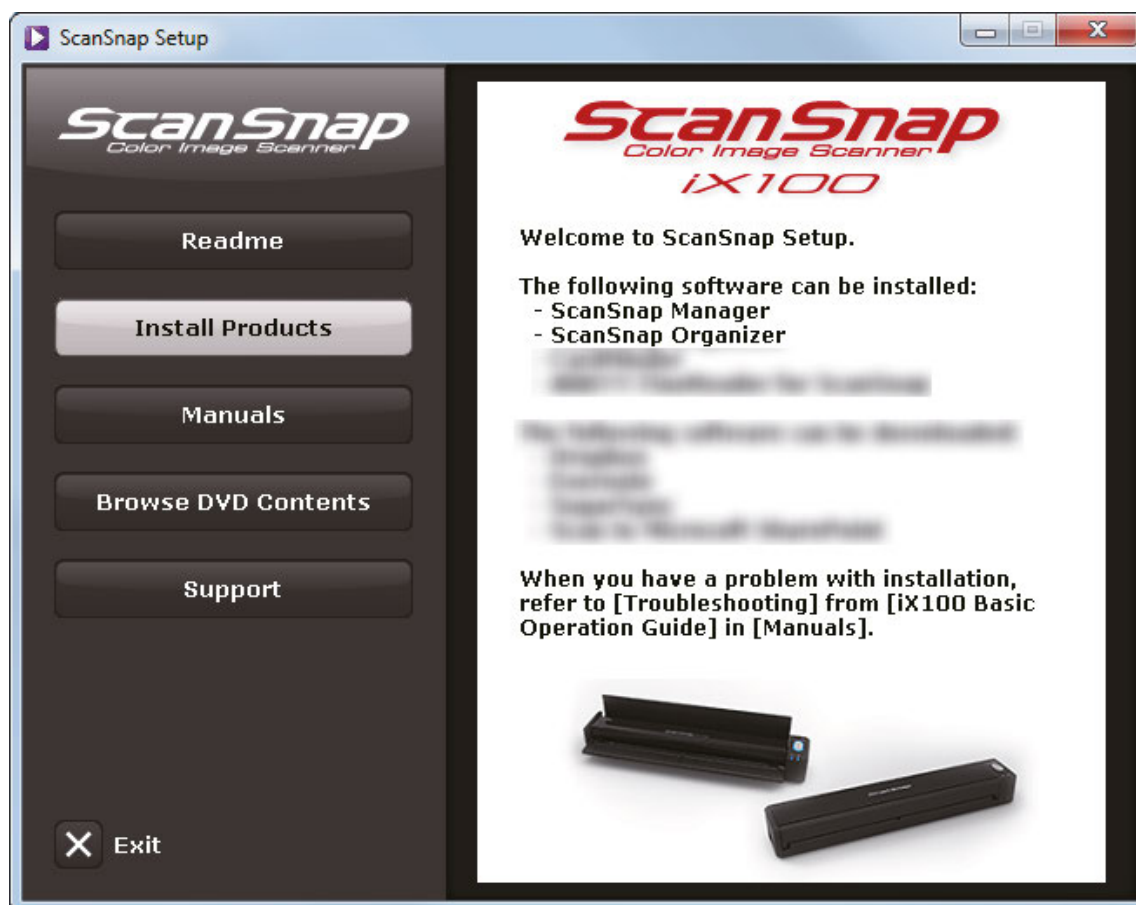 ScanSnap Setup
ScanSnap
Color Image Scanner
Readme
Install Products
Manuals
Browse DVD Contents
Support
Exit
ScanSnap
Color Image Scanner
iX100
Welcome to ScanSnap Setup.
The following software can be installed:
- ScanSnap Manager
- ScanSnap Organizer
When you have a problem with installation,
refer to [Troubleshooting] from [iX100 Basic
Operation Guide] in [Manuals].